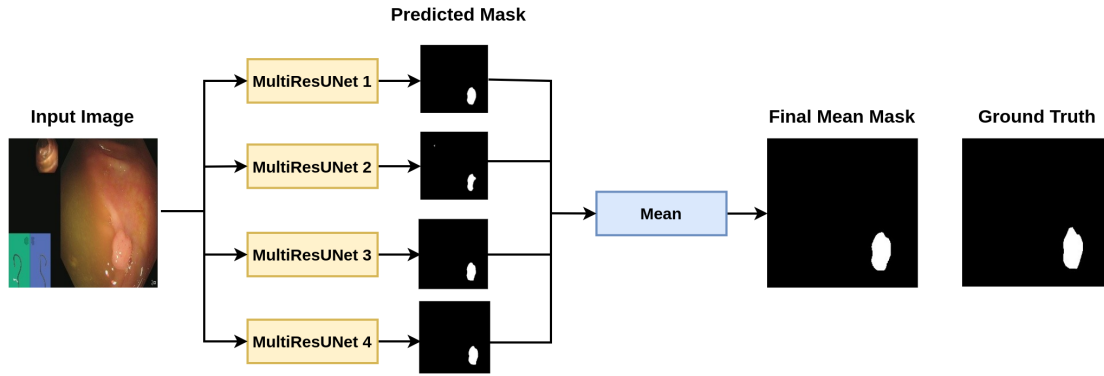 Predicted Mask
Input Image
MultiResUNet 1
MultiResUNet 2
MultiResUNet 3
MultiResUNet 4
Mean
Final Mean Mask
Ground Truth